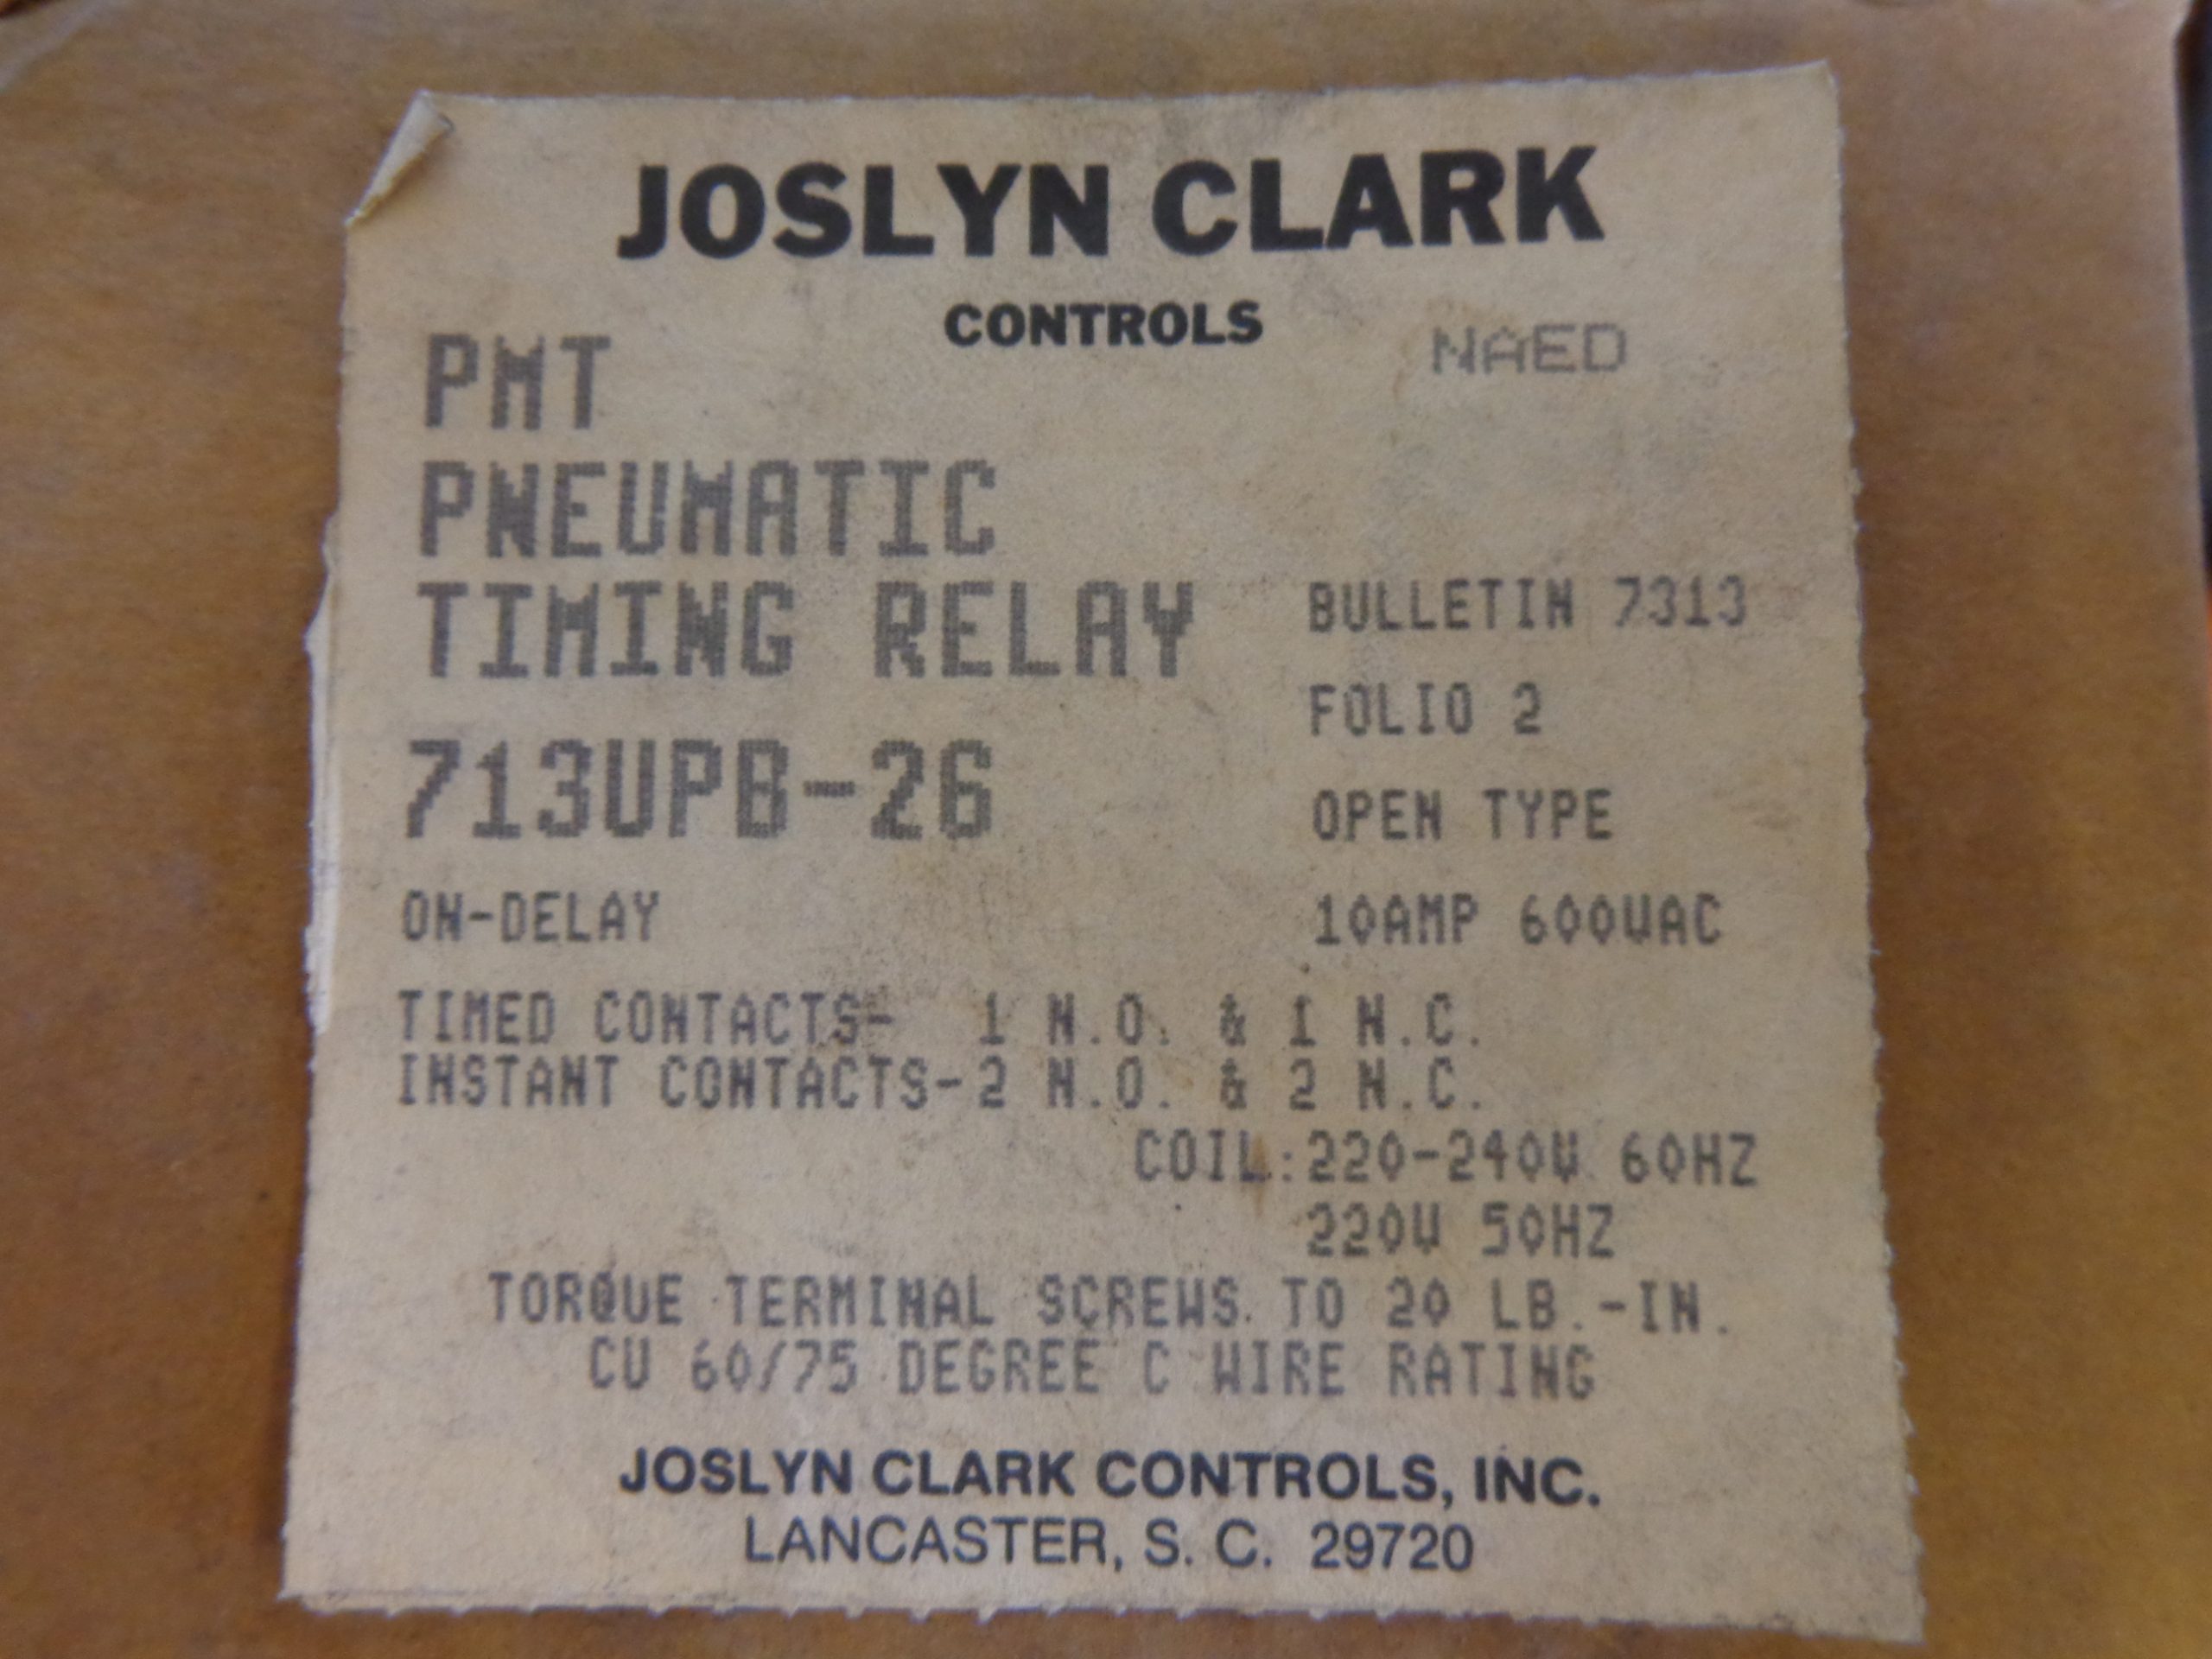 JOSLYN CLARK
CONTROLS
NAED
PMT
PNEUMATIC
TIMING RELAY
BULLETIN 7313
FOLIO 2
713UPB-26
OPEN TYPE
ON-DELAY
10AMP 600VAC
TIMED CONTACTS- 1 N.O. & 1 N.C.
INSTANT CONTACTS-2 N.O. & 2 N.C.
COIL:220-240V 60HZ
220V 50HZ
TORQUE TERMINAL SCREWS TO 20 LB.-IN.
CU 60/75 DEGREE C WIRE RATING
JOSLYN CLARK CONTROLS, INC.
LANCASTER, S. C. 29720